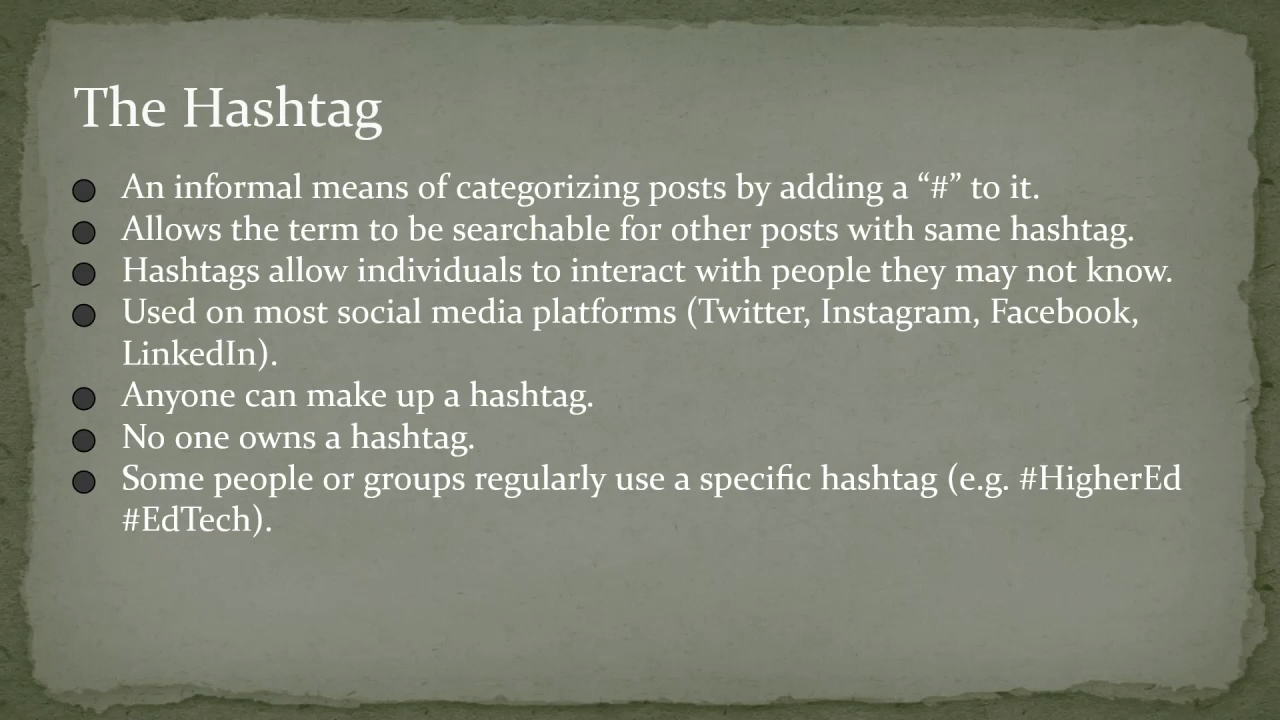 The Hashtag
● An informal means of categorizing posts by adding a “#” to it.
● Allows the term to be searchable for other posts with same hashtag.
● Hashtags allow individuals to interact with people they may not know.
● Used on most social media platforms (Twitter, Instagram, Facebook,
LinkedIn).
● Anyone can make up a hashtag.
● No one owns a hashtag.
● Some people or groups regularly use a specific hashtag (e.g. #HigherEd
#EdTech).